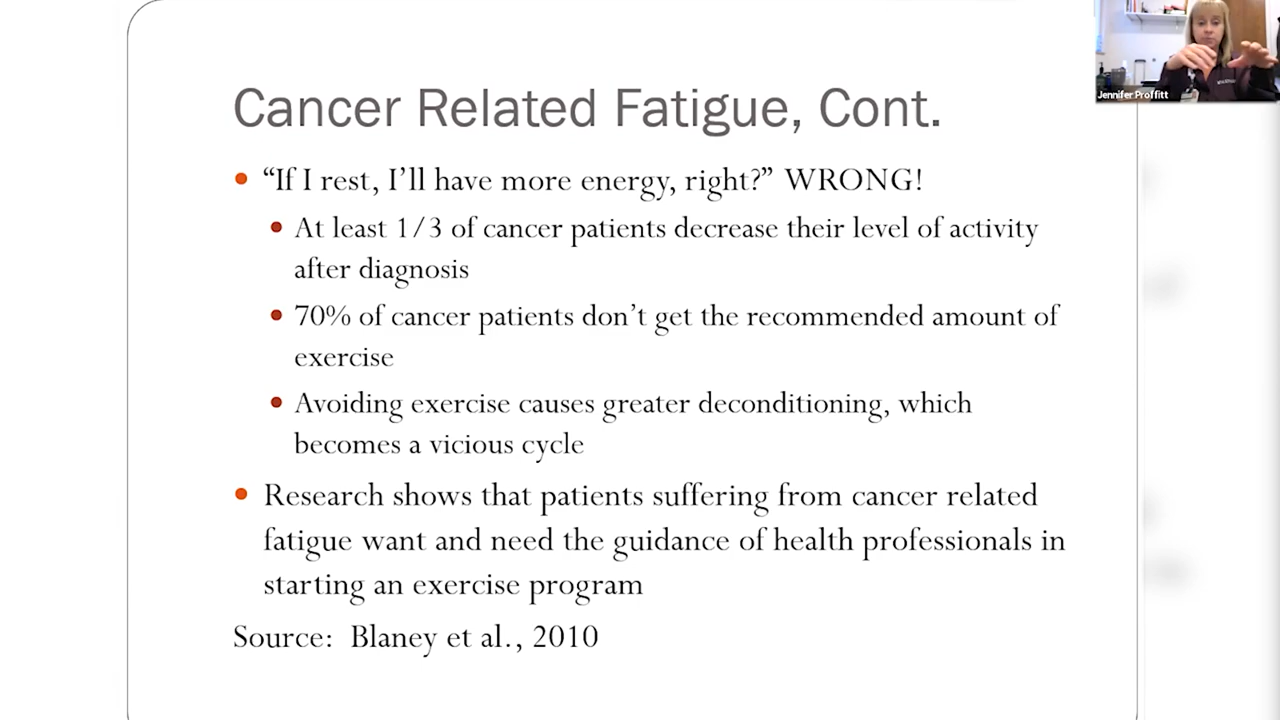 Cancer Related Fatigue, Cont.
• “If I rest, I’ll have more energy, right?” WRONG!
• At least 1/3 of cancer patients decrease their level of activity
after diagnosis
• 70% of cancer patients don’t get the recommended amount of
exercise
• Avoiding exercise causes greater deconditioning, which
becomes a vicious cycle
• Research shows that patients suffering from cancer related
fatigue want and need the guidance of health professionals in
starting an exercise program
Source: Blaney et al., 2010
Jennifer Proffitt